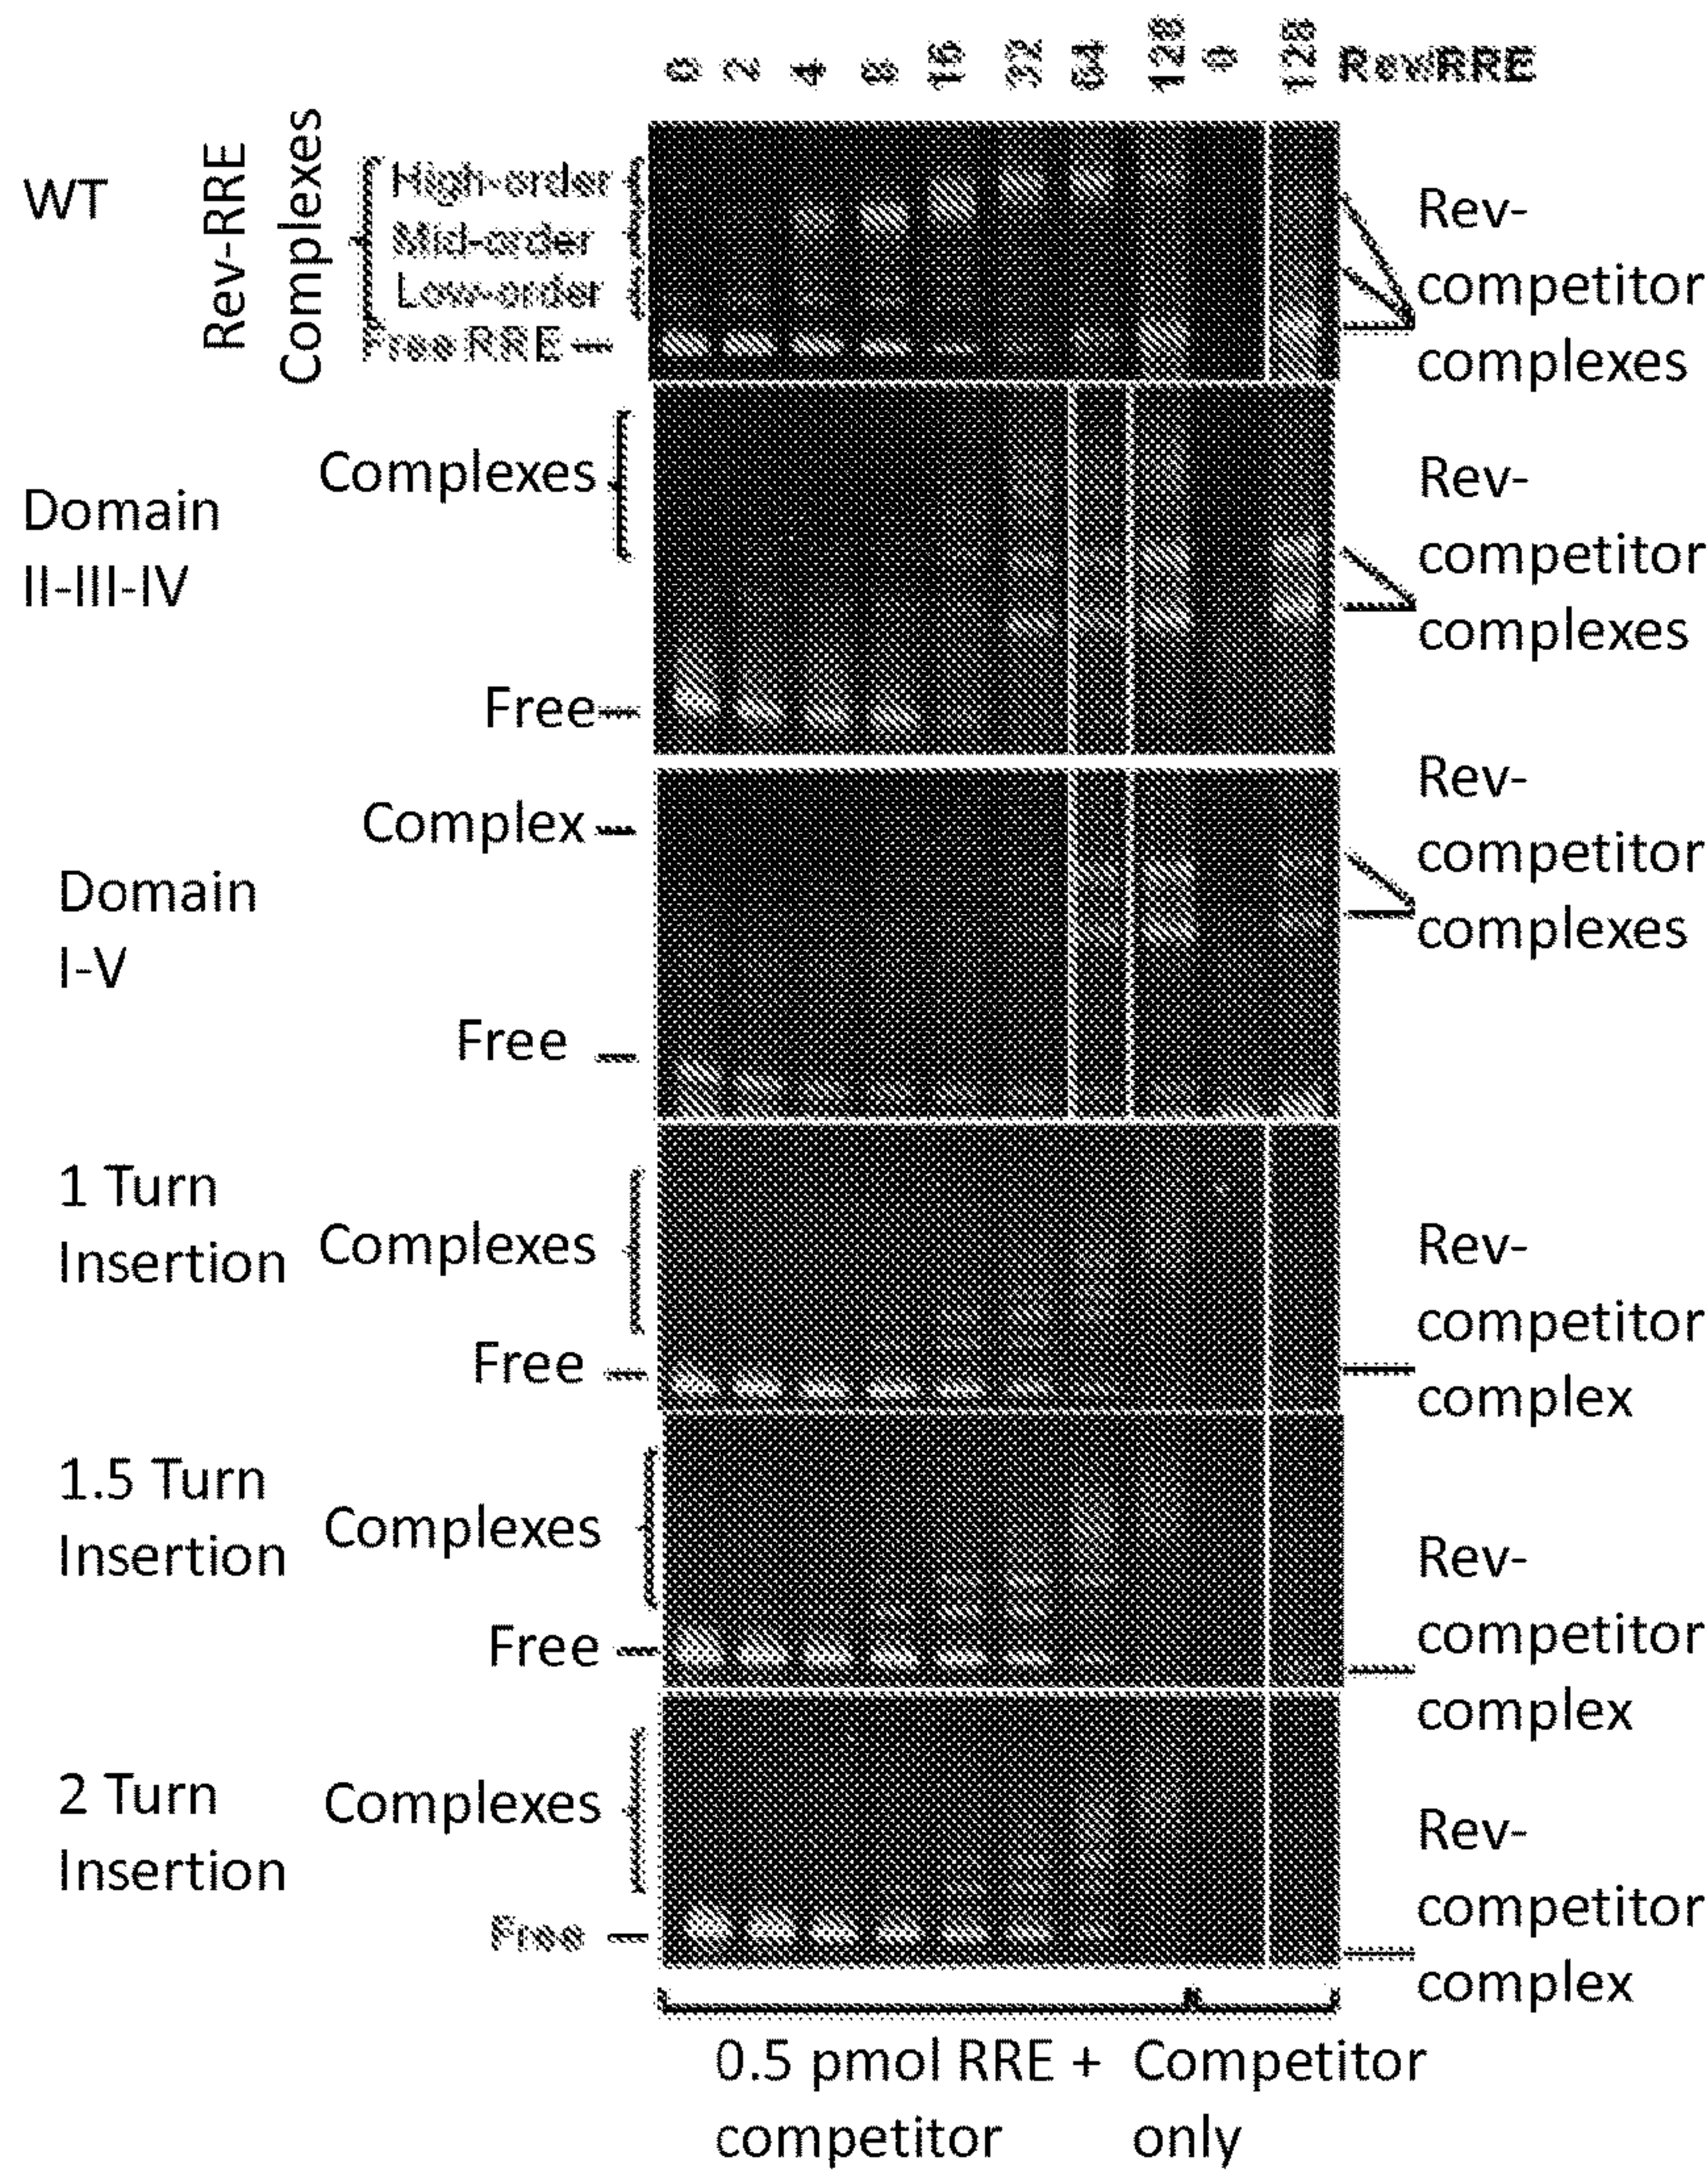 0 2 4 8 16 32 64 128 0 128 Rev/RRE
WT
Rev-RRE
Complexes
High-order
Mid-order
Low-order
Free RRE
Rev-
competitor
complexes
Domain
II-III-IV
Complexes
Free
Rev-
competitor
complexes
Domain
I-V
Complex
Free
Rev-
competitor
complexes
1 Turn
Insertion
Complexes
Free
Rev-
competitor
complex
1.5 Turn
Insertion
Complexes
Free
Rev-
competitor
complex
2 Turn
Insertion
Complexes
Free
Rev-
competitor
complex
0.5 pmol RRE +
competitor
Competitor
only